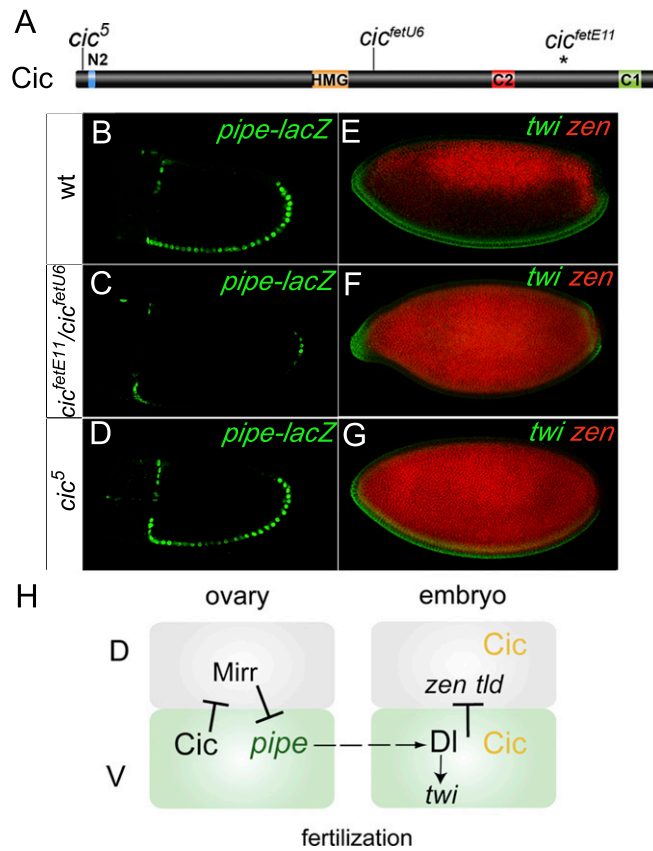 A
cic5
cicfetU6
cicfetE11
N2
*
Cic
HMG
C2
C1
B
pipe-lacZ
E
twi zen
wt
C
pipe-lacZ
F
twi zen
cicfetE11/cicfetU6
D
pipe-lacZ
G
twi zen
cic5
H
ovary
embryo
D
Cic
Mirr
zen tld
Cic
pipe
Dl
Cic
V
twi
fertilization